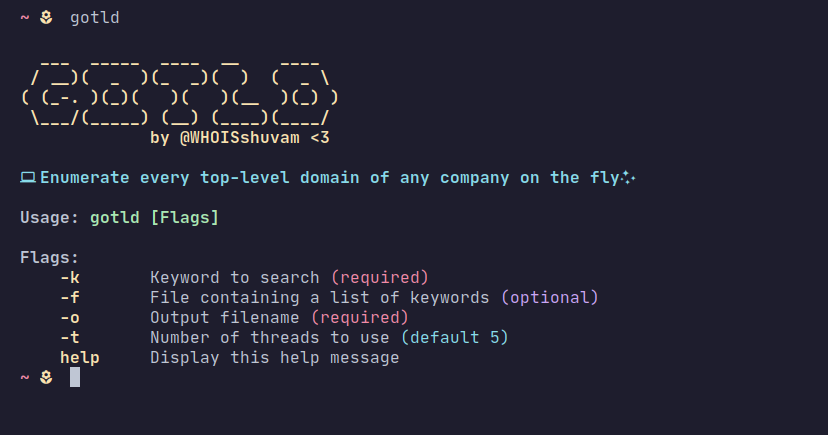 ~ gotld
  ___  _____  ____  __    ____
 / __)(  _  )(_  _)(  )  (  _ \
( (_-. )(_)(   )(   )(__  )(_) )
 \___/(_____) (__) (____)(____/
by @WHOISshuvam <3
Enumerate every top-level domain of any company on the fly
Usage: gotld [Flags]
Flags:
-k Keyword to search (required)
-f File containing a list of keywords (optional)
-o Output filename (required)
-t Number of threads to use (default 5)
help Display this help message
~